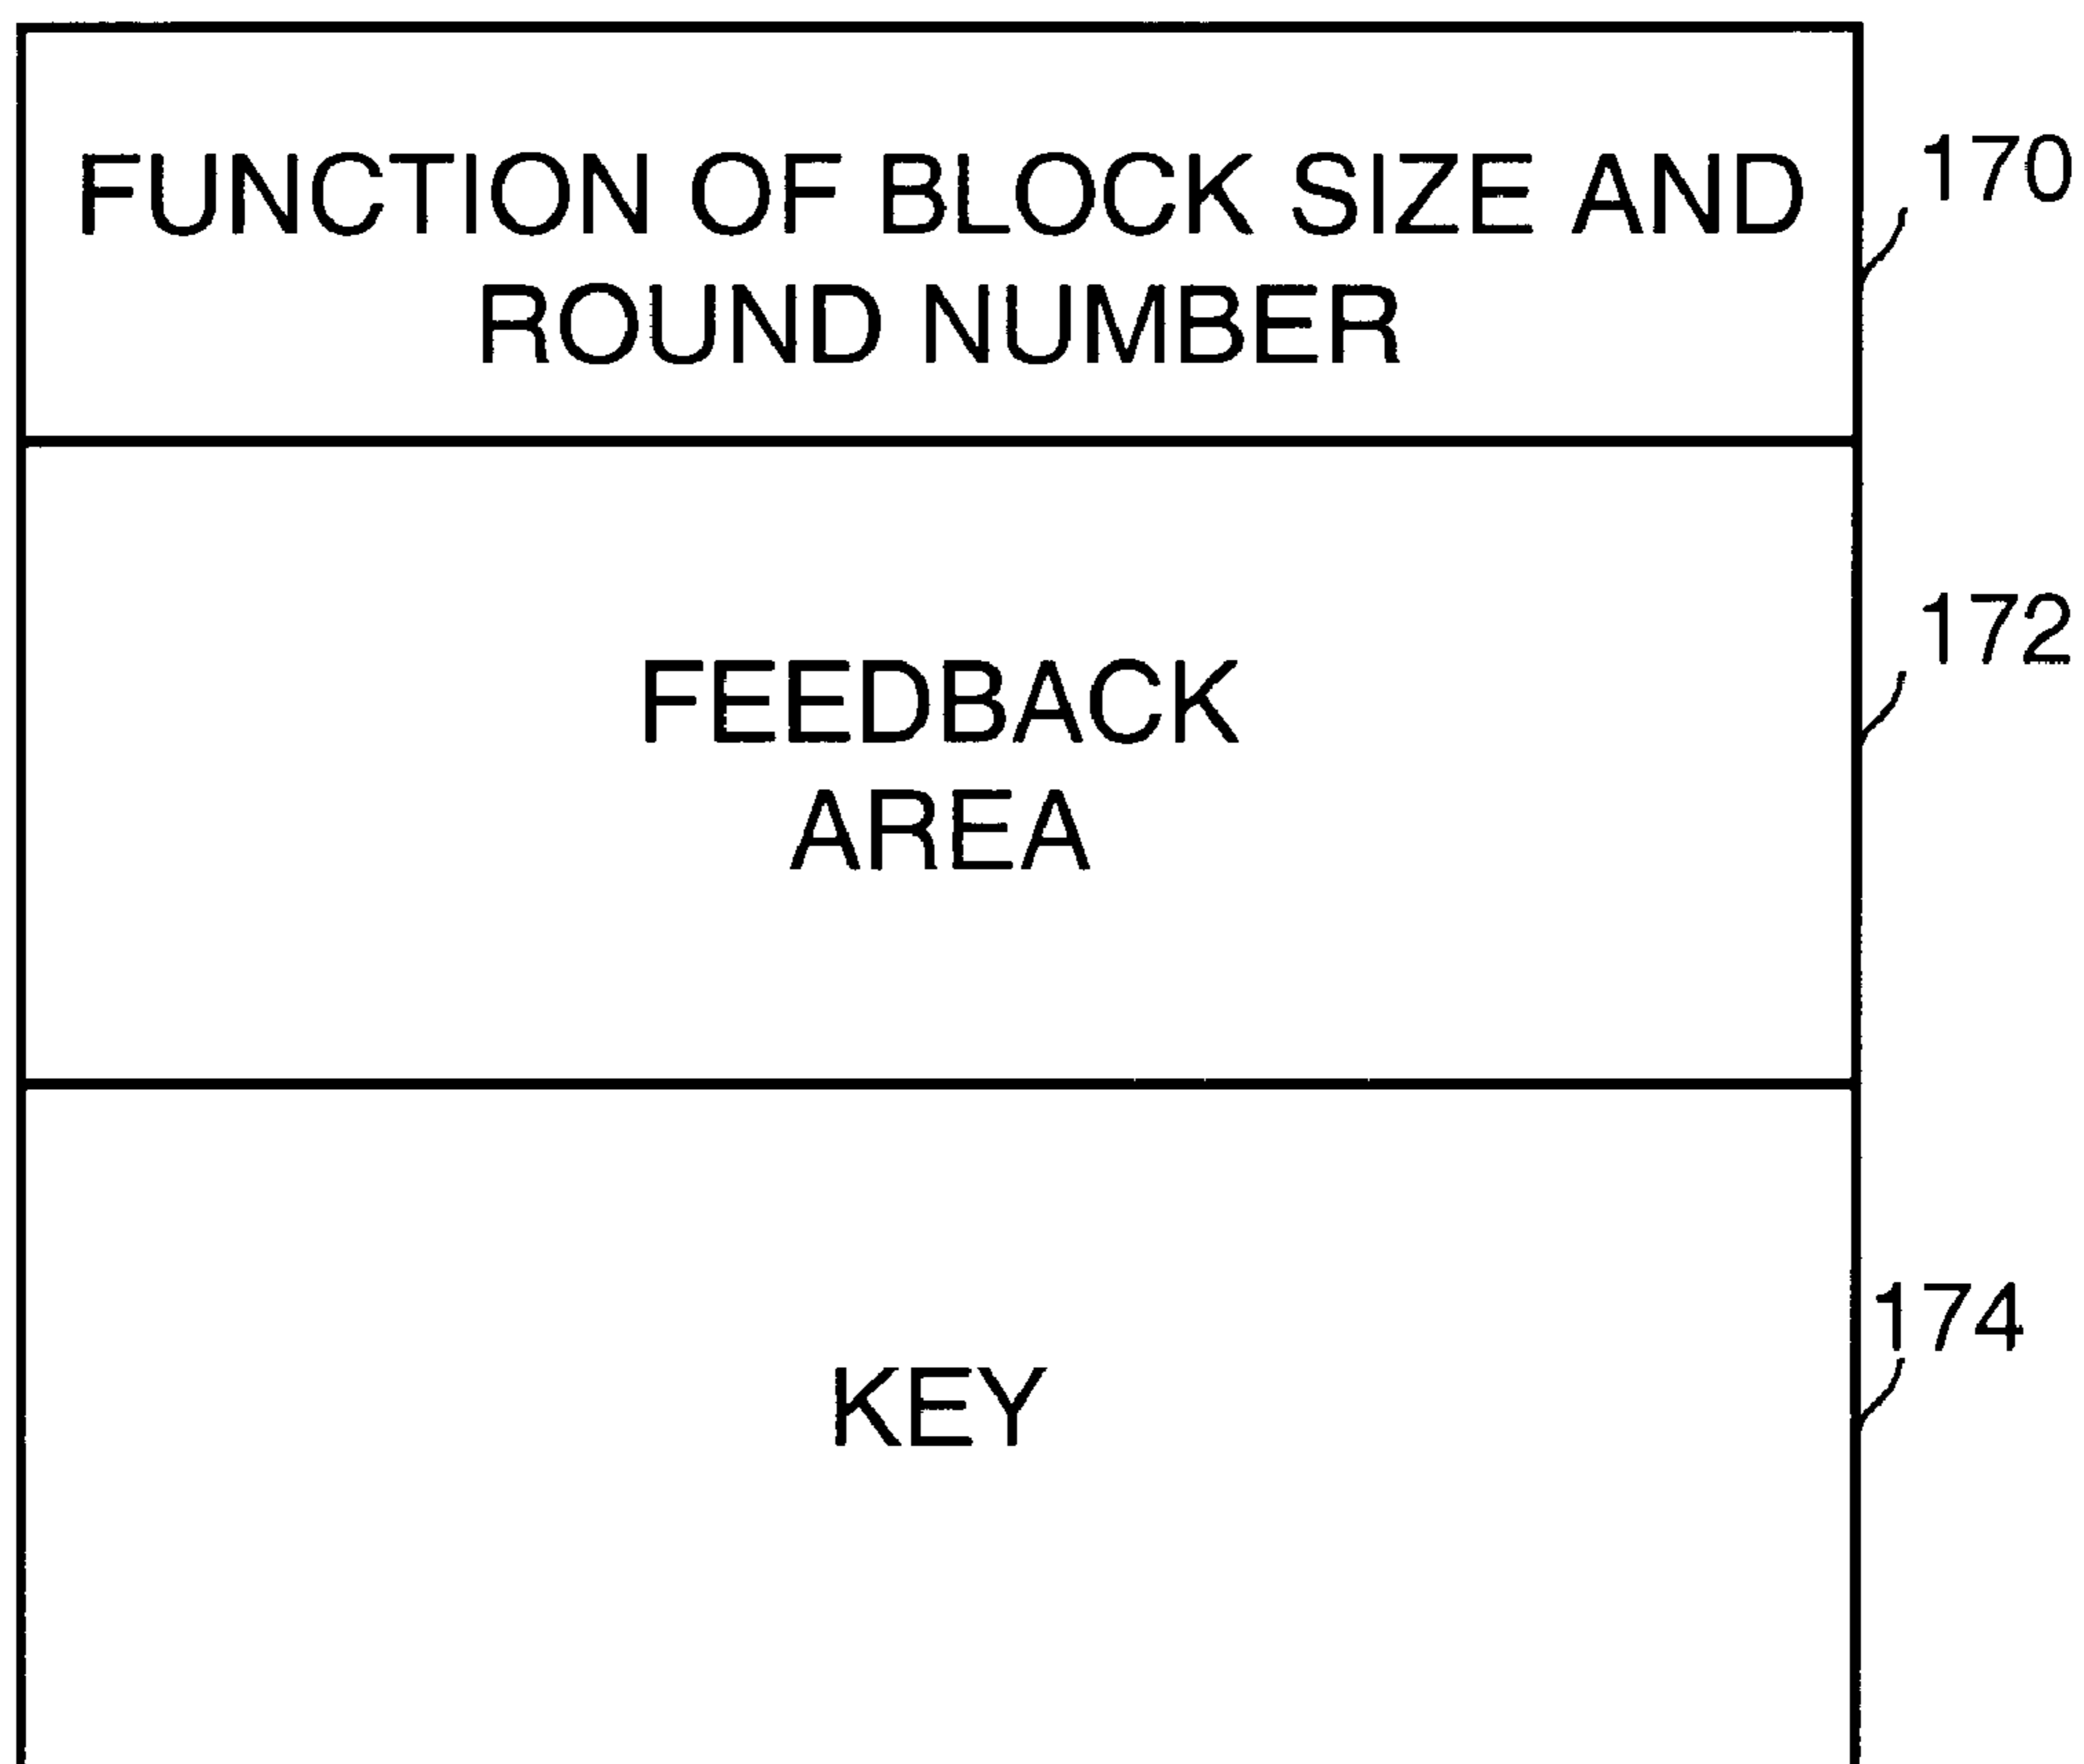 FUNCTION OF BLOCK SIZE AND
ROUND NUMBER
170
FEEDBACK
AREA
172
KEY
174